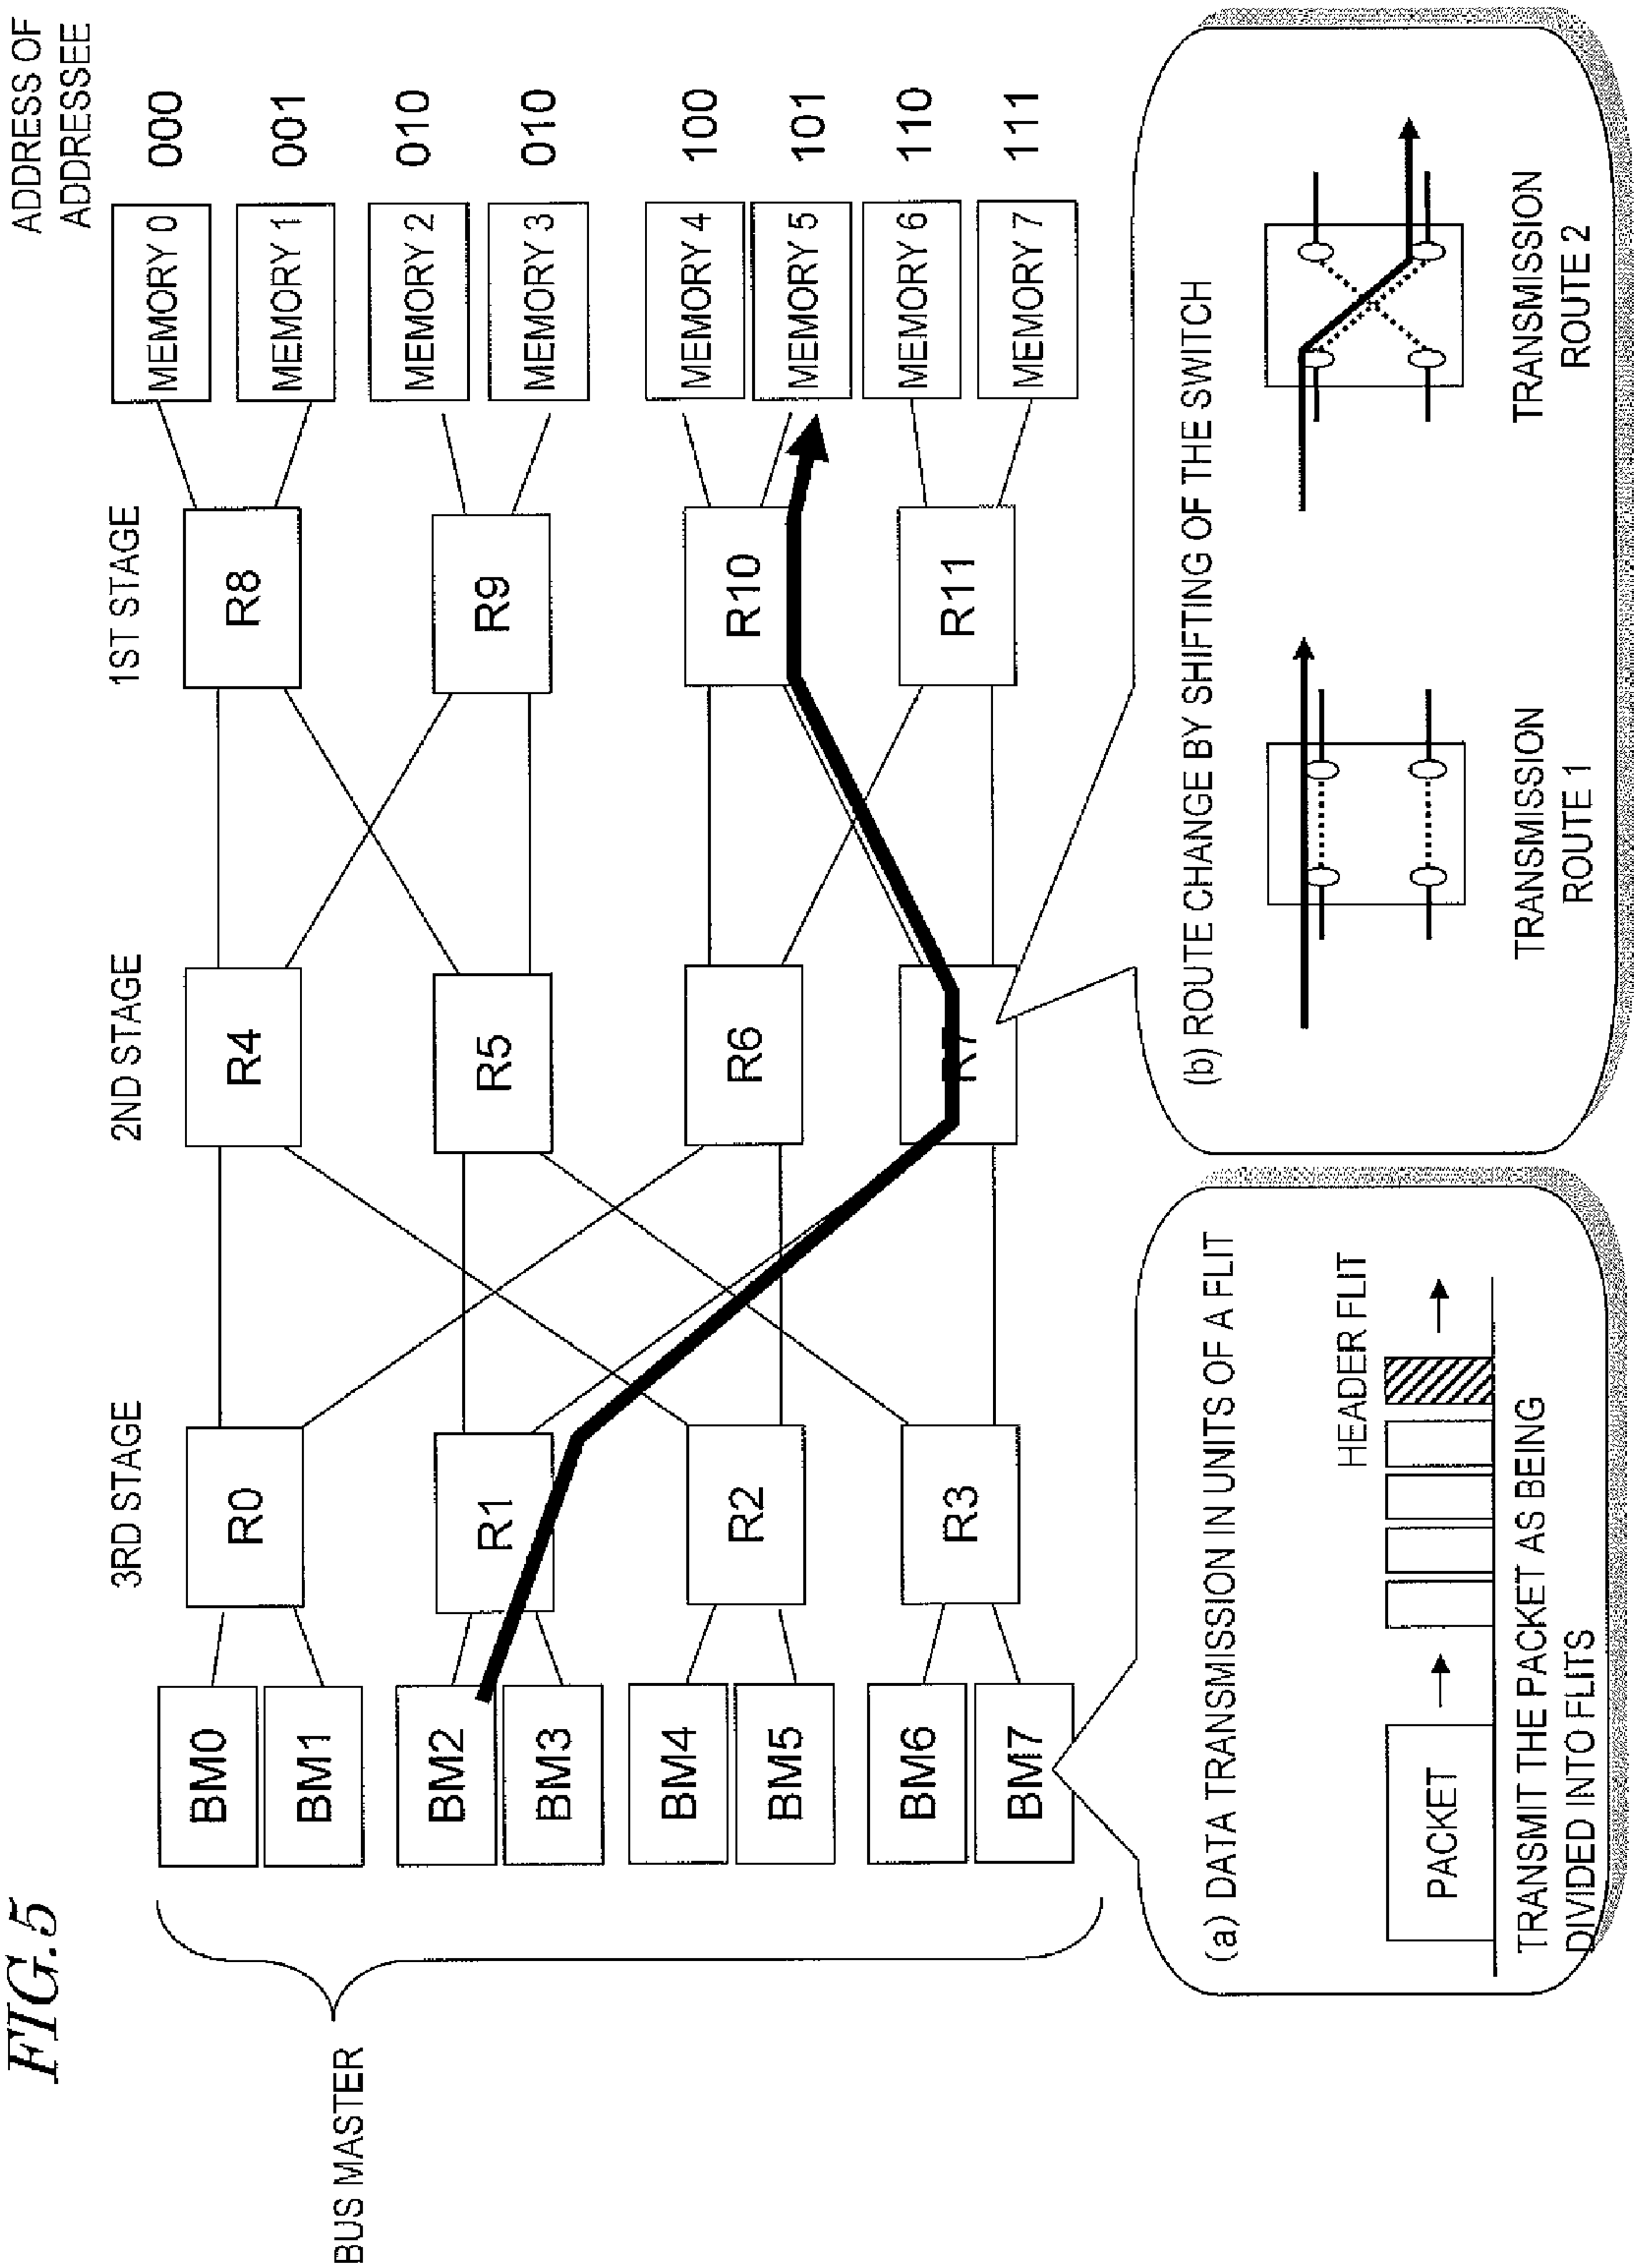 FIG.5
ADDRESS OF
ADDRESSEE
3RD STAGE
2ND STAGE
1ST STAGE
BUS MASTER
BM0
BM1
BM2
BM3
BM4
BM5
BM6
BM7
R0
R1
R2
R3
R4
R5
R6
R7
R8
R9
R10
R11
MEMORY 0
MEMORY 1
MEMORY 2
MEMORY 3
MEMORY 4
MEMORY 5
MEMORY 6
MEMORY 7
000
001
010
010
100
101
110
111
(a) DATA TRANSMISSION IN UNITS OF A FLIT
HEADER FLIT
PACKET
TRANSMIT THE PACKET AS BEING
DIVIDED INTO FLITS
(b) ROUTE CHANGE BY SHIFTING OF THE SWITCH
TRANSMISSION
ROUTE 1
TRANSMISSION
ROUTE 2